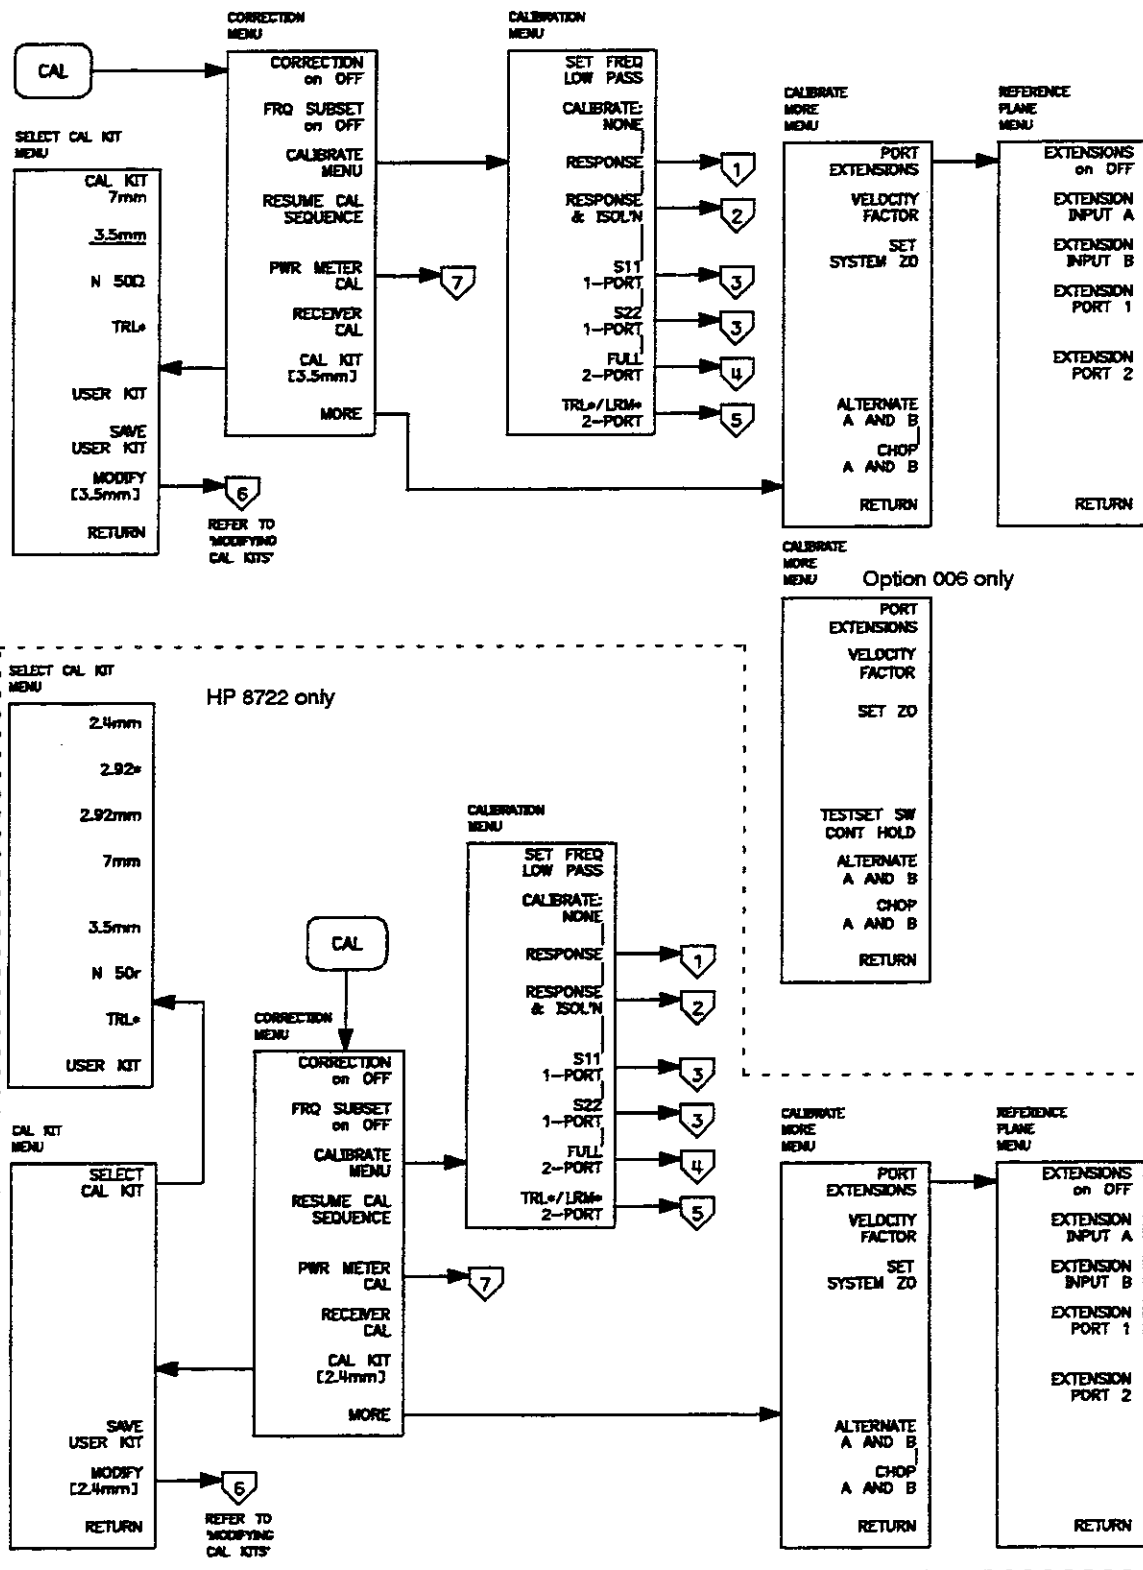 CAL
CORRECTION
MENU
CORRECTION
on OFF
FRQ SUBSET
on OFF
CALIBRATE
MENU
RESUME CAL
SEQUENCE
PWR METER
CAL
RECEIVER
CAL
CAL KIT
[3.5mm]
MORE
7
SELECT CAL KIT
MENU
CAL KIT
7mm
3.5mm
N 50Ω
TRL*
USER KIT
SAVE
USER KIT
MODIFY
[3.5mm]
RETURN
6
REFER TO
'MODIFYING
CAL KITS'
CALIBRATION
MENU
SET FREQ
LOW PASS
CALIBRATE:
NONE
RESPONSE
RESPONSE
& ISOL'N
S11
1-PORT
S22
1-PORT
FULL
2-PORT
TRL*/LRM*
2-PORT
1
2
3
3
4
5
CALIBRATE
MORE
MENU
PORT
EXTENSIONS
VELOCITY
FACTOR
SET
SYSTEM ZO
ALTERNATE
A AND B
CHOP
A AND B
RETURN
REFERENCE
PLANE
MENU
EXTENSIONS
on OFF
EXTENSION
INPUT A
EXTENSION
INPUT B
EXTENSION
PORT 1
EXTENSION
PORT 2
RETURN
CALIBRATE
MORE
MENU
Option 006 only
PORT
EXTENSIONS
VELOCITY
FACTOR
SET ZO
TESTSET SW
CONT HOLD
ALTERNATE
A AND B
CHOP
A AND B
RETURN
SELECT CAL KIT
MENU
HP 8722 only
2.4mm
2.92*
2.92mm
7mm
3.5mm
N 50r
TRL*
USER KIT
CAL KIT
MENU
SELECT
CAL KIT
SAVE
USER KIT
MODIFY
[2.4mm]
RETURN
6
REFER TO
'MODIFYING
CAL KITS'
CAL
CORRECTION
MENU
CORRECTION
on OFF
FRQ SUBSET
on OFF
CALIBRATE
MENU
RESUME CAL
SEQUENCE
PWR METER
CAL
RECEIVER
CAL
CAL KIT
[2.4mm]
MORE
7
CALIBRATION
MENU
SET FREQ
LOW PASS
CALIBRATE:
NONE
RESPONSE
RESPONSE
& ISOL'N
S11
1-PORT
S22
1-PORT
FULL
2-PORT
TRL*/LRM*
2-PORT
1
2
3
3
4
5
CALIBRATE
MORE
MENU
PORT
EXTENSIONS
VELOCITY
FACTOR
SET
SYSTEM ZO
ALTERNATE
A AND B
CHOP
A AND B
RETURN
REFERENCE
PLANE
MENU
EXTENSIONS
on OFF
EXTENSION
INPUT A
EXTENSION
INPUT B
EXTENSION
PORT 1
EXTENSION
PORT 2
RETURN